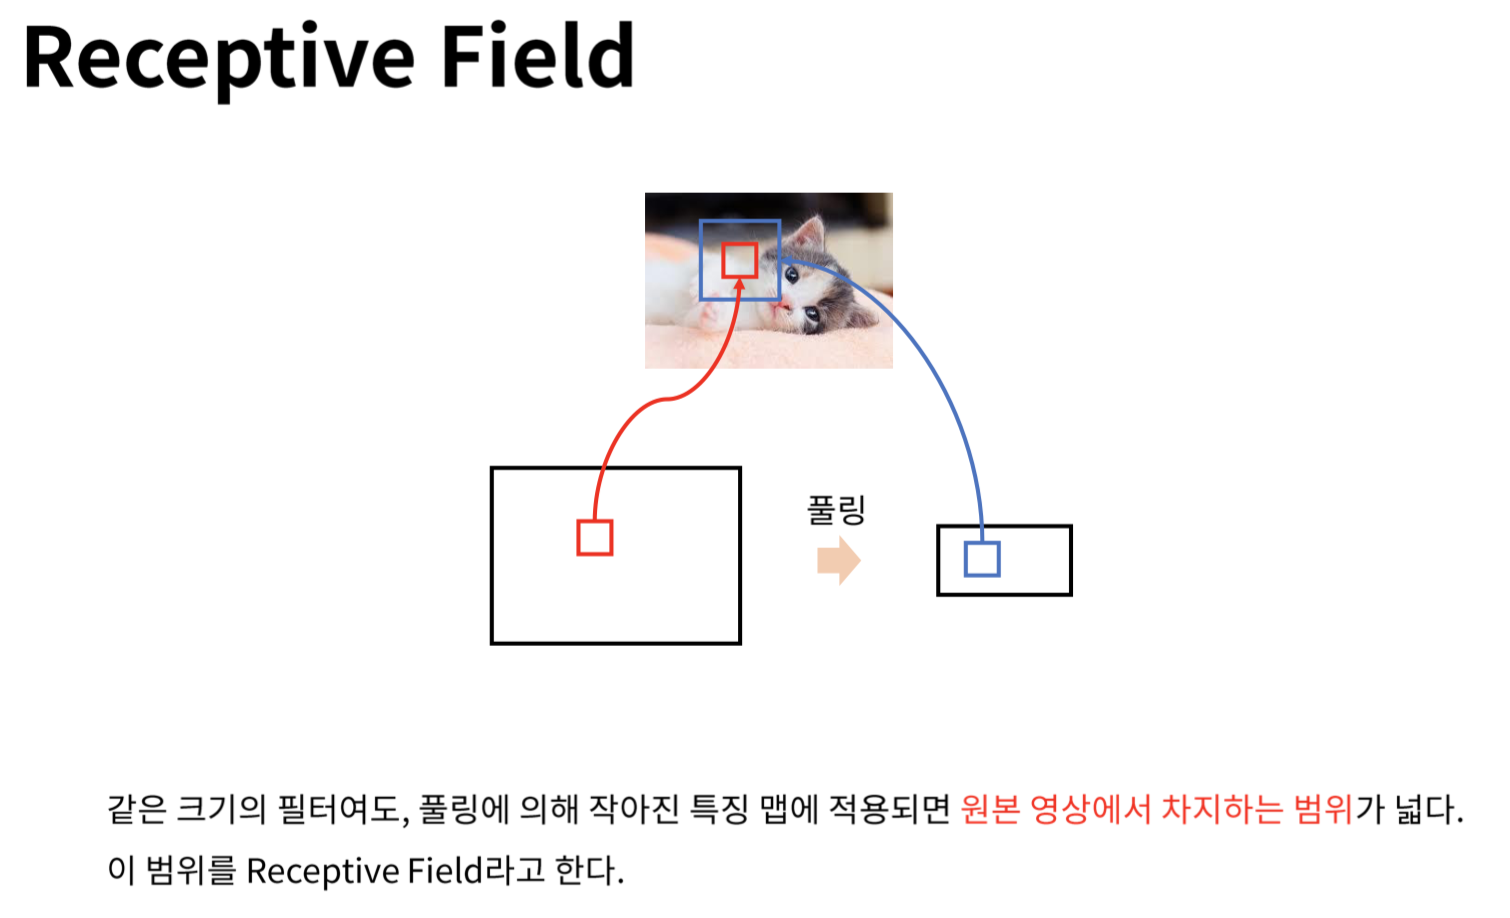 Receptive Field
풀링
같은 크기의 필터여도, 풀링에 의해 작아진 특징 맵에 적용되면 원본 영상에서 차지하는 범위가 넓다.
이 범위를 Receptive Field라고 한다.